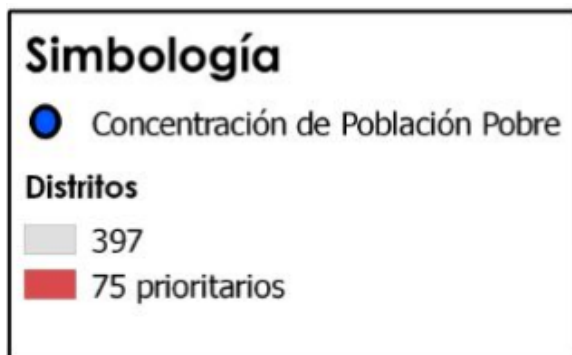 Simbología
Concentración de Población Pobre
Distritos
397
75 prioritarios